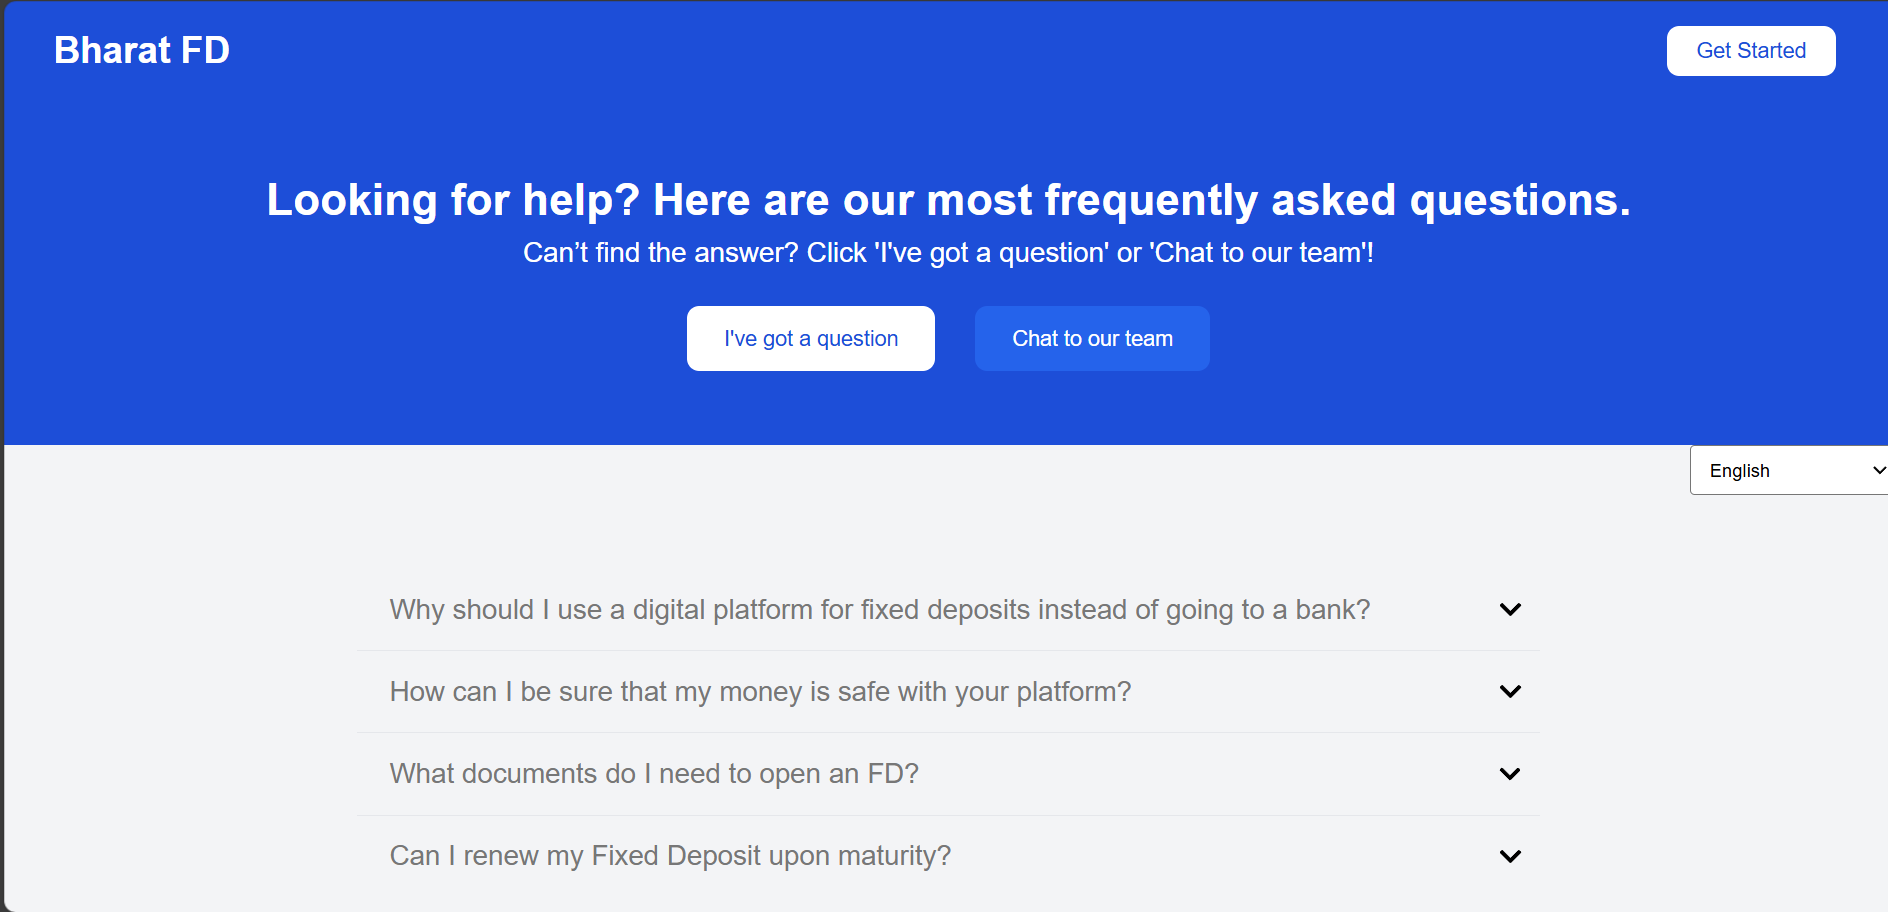 Bharat FD
Get Started
Looking for help? Here are our most frequently asked questions.
Can’t find the answer? Click 'I've got a question' or 'Chat to our team'!
I've got a question
Chat to our team
English
Why should I use a digital platform for fixed deposits instead of going to a bank?
How can I be sure that my money is safe with your platform?
What documents do I need to open an FD?
Can I renew my Fixed Deposit upon maturity?